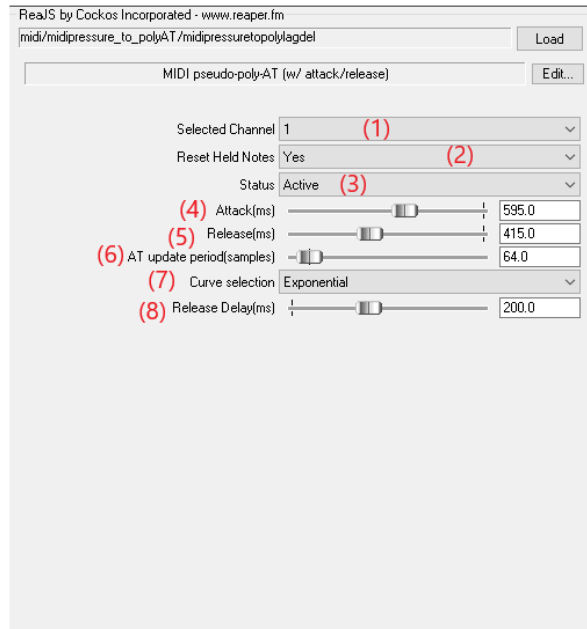 ReaJS by Cockos Incorporated - www.reaper.fm
midi/midipressure_to_polyAT/midipressuretopolylagdel Load
MIDI pseudo-poly-AT (w/ attack/release) Edit...
Selected Channel 1 (1)
Reset Held Notes Yes (2)
Status Active (3)
(4) Attack(ms) 595.0
(5) Release(ms) 415.0
(6) AT update period(samples) 64.0
(7) Curve selection Exponential
(8) Release Delay(ms) 200.0